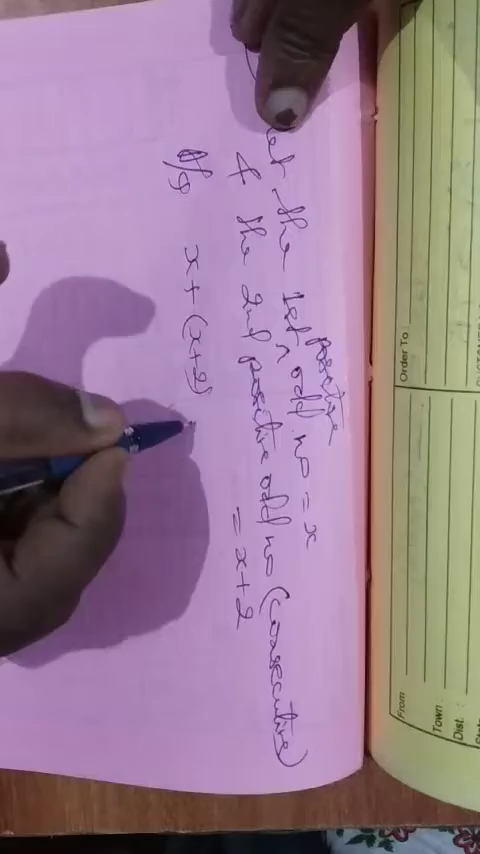 Let the 1st positive odd no = x
& the 2nd positive odd no (consecutive)
= x+2
A/q x + (x+2)
Order To :
From
Town :
Dist. :